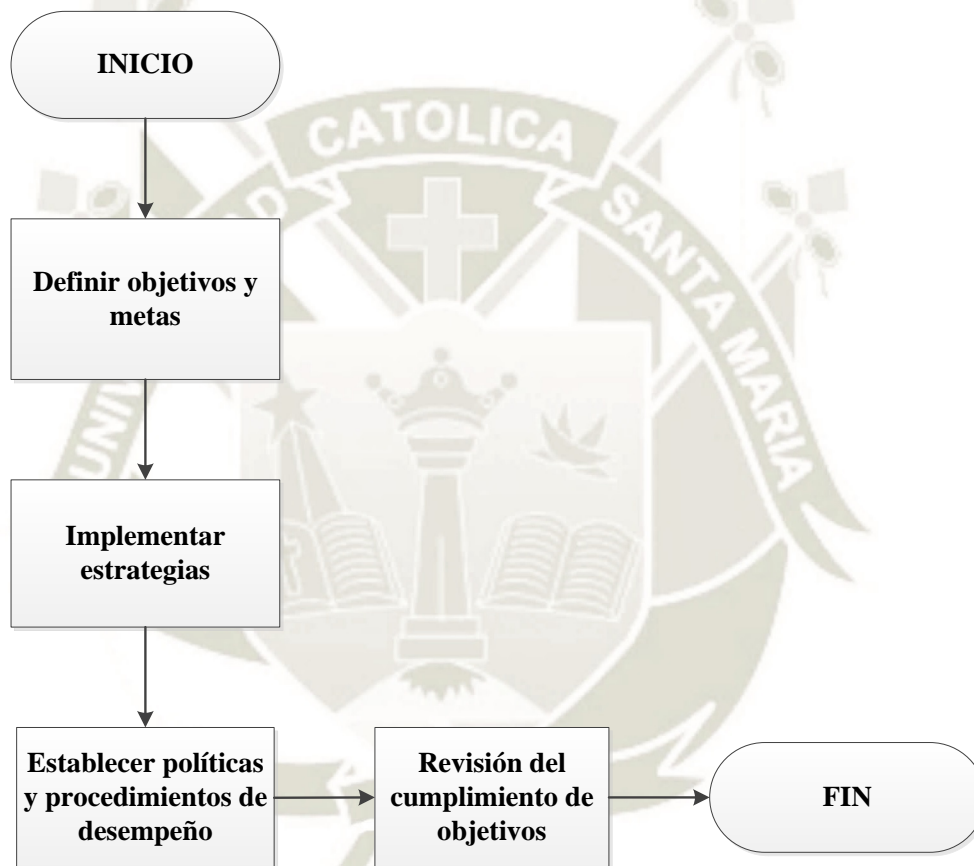 INICIO
CATOLICA
SANTA MARIA
Definir objetivos y
metas
Implementar
estrategias
Establecer políticas
y procedimientos de
desempeño
Revisión del
cumplimiento de
objetivos
FIN